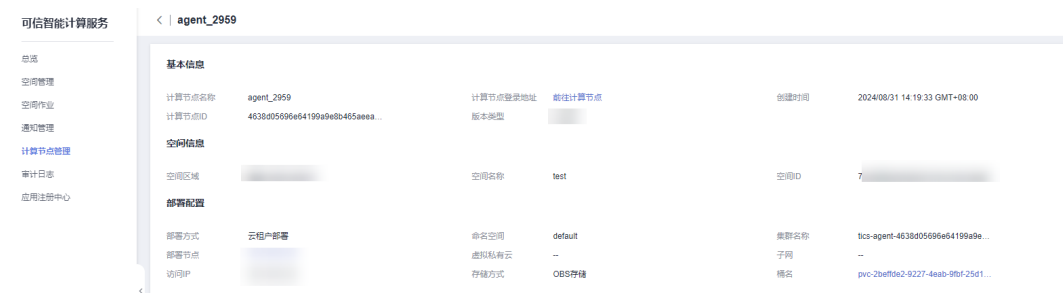 可信智能计算服务
总览
空间管理
空间作业
通知管理
计算节点管理
审计日志
应用注册中心
< | agent_2959
基本信息
计算节点名称 agent_2959 计算节点登录地址 前往计算节点 创建时间 2024/08/31 14:19:33 GMT+08:00
计算节点ID 4638d05696e64199a9e8b465aeea... 版本类型
空间信息
空间区域 空间名称 test 空间ID 7
部署配置
部署方式 云租户部署 命名空间 default 集群名称 tics-agent-4638d05696e64199a9e...
部署节点 虚拟私有云 -- 子网 --
访问IP 存储方式 OBS存储 桶名 pvc-2beffde2-9227-4eab-9fbf-25d1...